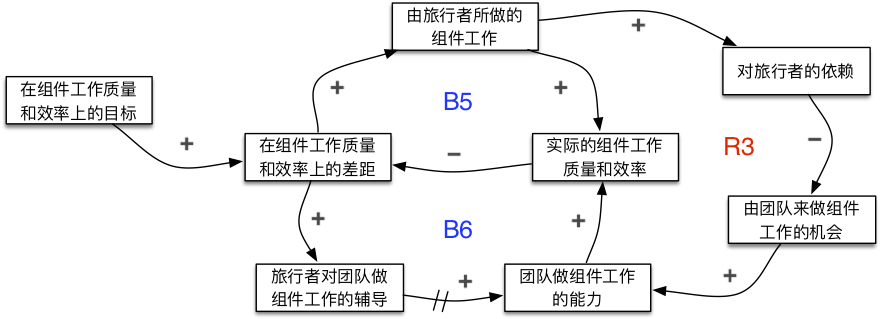 由旅行者所做的
组件工作
+
对旅行者的依赖
在组件工作质量
和效率上的目标
+
+
B5
+
−
R3
在组件工作质量
和效率上的差距
−
实际的组件工作
质量和效率
由团队来做组件
工作的机会
+
B6
+
旅行者对团队做
组件工作的辅导
+
团队做组件工作
的能力
+